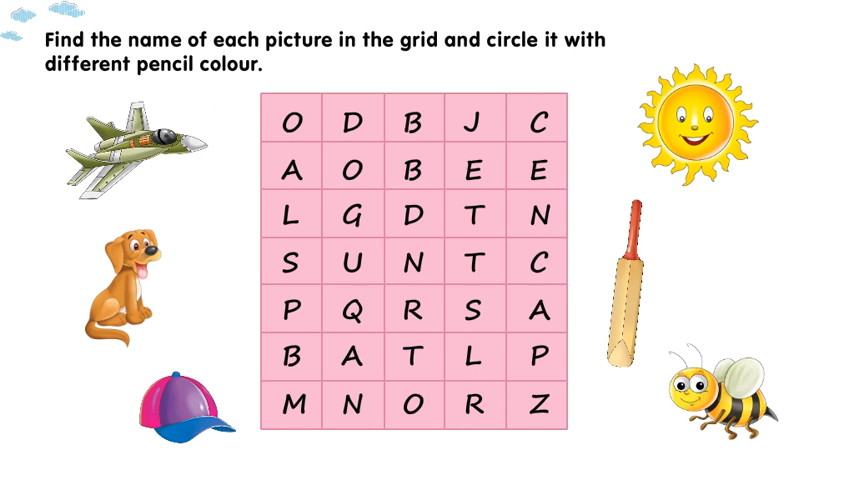 Find the name of each picture in the grid and circle it with
different pencil colour.
O D B J C
A O B E E
L G D T N
S U N T C
P Q R S A
B A T L P
M N O R Z